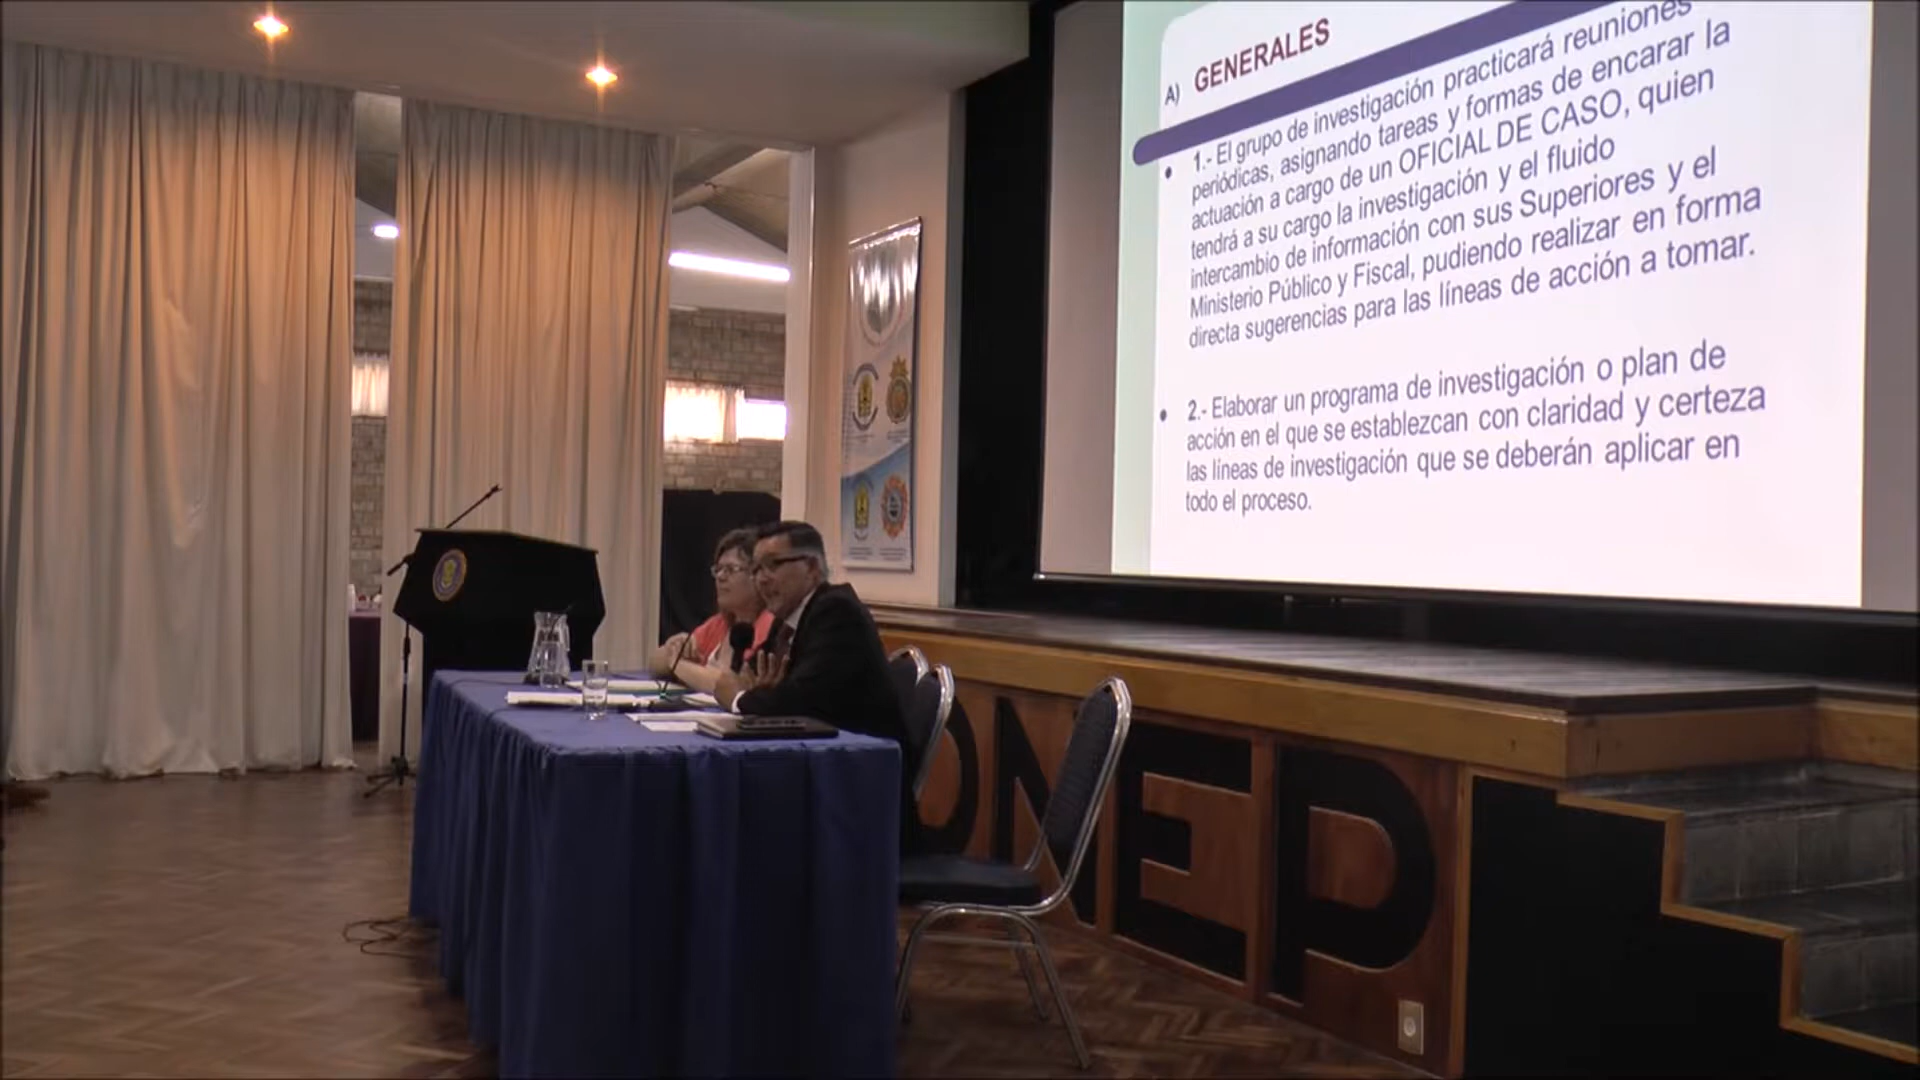 A) GENERALES
1.- El grupo de investigación practicará reuniones
periódicas, asignando tareas y formas de encarar la
actuación a cargo de un OFICIAL DE CASO, quien
tendrá a su cargo la investigación y el fluido
intercambio de información con sus Superiores y el
Ministerio Público y Fiscal, pudiendo realizar en forma
directa sugerencias para las líneas de acción a tomar.
2.- Elaborar un programa de investigación o plan de
acción en el que se establezcan con claridad y certeza
las líneas de investigación que se deberán aplicar en
todo el proceso.